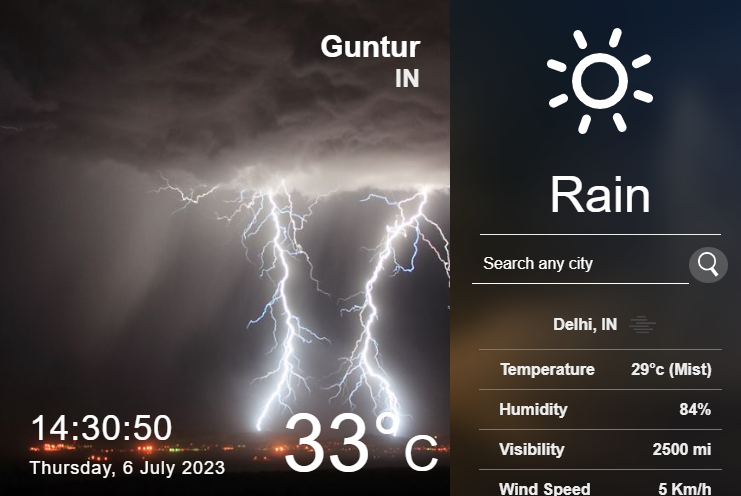 Guntur
IN
14:30:50
Thursday, 6 July 2023
33°C
Rain
Search any city
Delhi, IN
Temperature 29°c (Mist)
Humidity 84%
Visibility 2500 mi
Wind Speed 5 Km/h